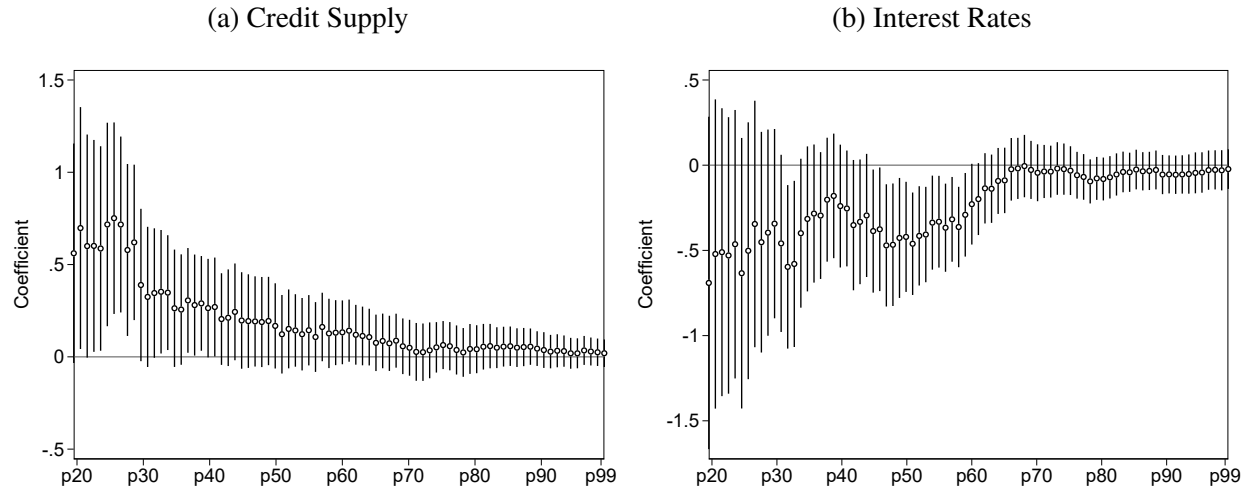 (a) Credit Supply
1.5
1
.5
0
-.5
Coefficient
p20 p30 p40 p50 p60 p70 p80 p90 p99
(b) Interest Rates
.5
0
-.5
-1
-1.5
Coefficient
p20 p30 p40 p50 p60 p70 p80 p90 p99